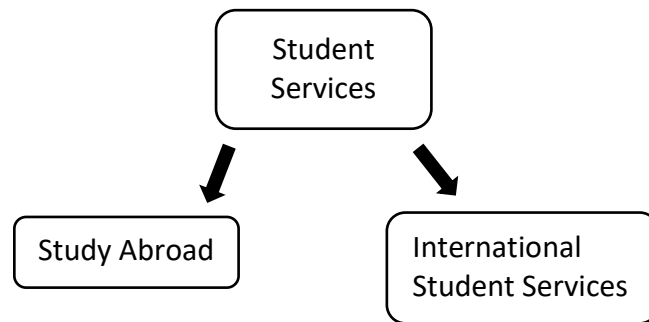 Student
Services
Study Abroad
International
Student Services